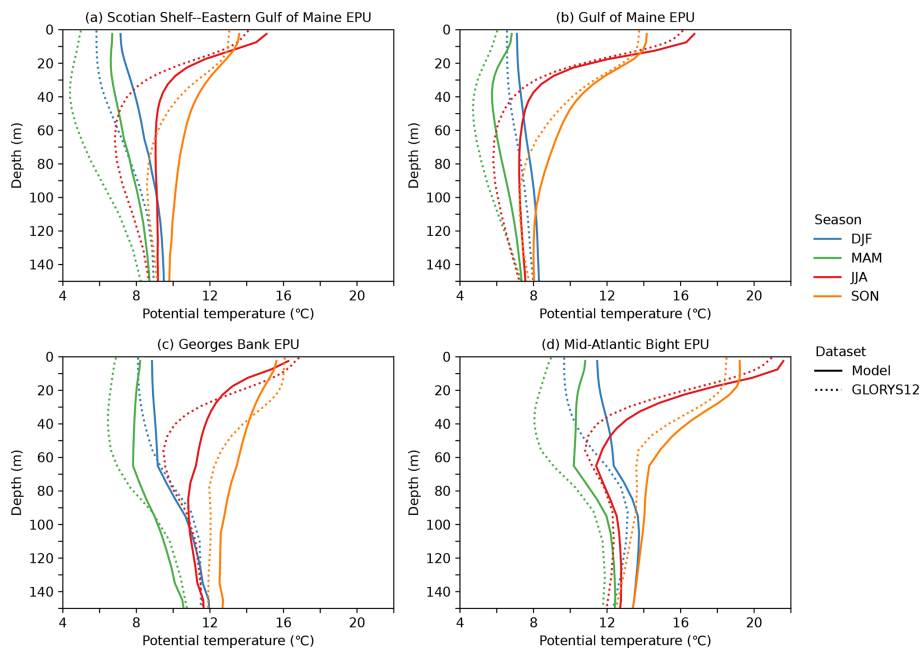 (a) Scotian Shelf--Eastern Gulf of Maine EPU
0
20
40
60
80
100
120
140
Depth (m)
4 8 12 16 20
Potential temperature (°C)
(b) Gulf of Maine EPU
0
20
40
60
80
100
120
140
Depth (m)
4 8 12 16 20
Potential temperature (°C)
Season
DJF
MAM
JJA
SON
Dataset
Model
GLORYS12
(c) Georges Bank EPU
0
20
40
60
80
100
120
140
Depth (m)
4 8 12 16 20
Potential temperature (°C)
(d) Mid-Atlantic Bight EPU
0
20
40
60
80
100
120
140
Depth (m)
4 8 12 16 20
Potential temperature (°C)